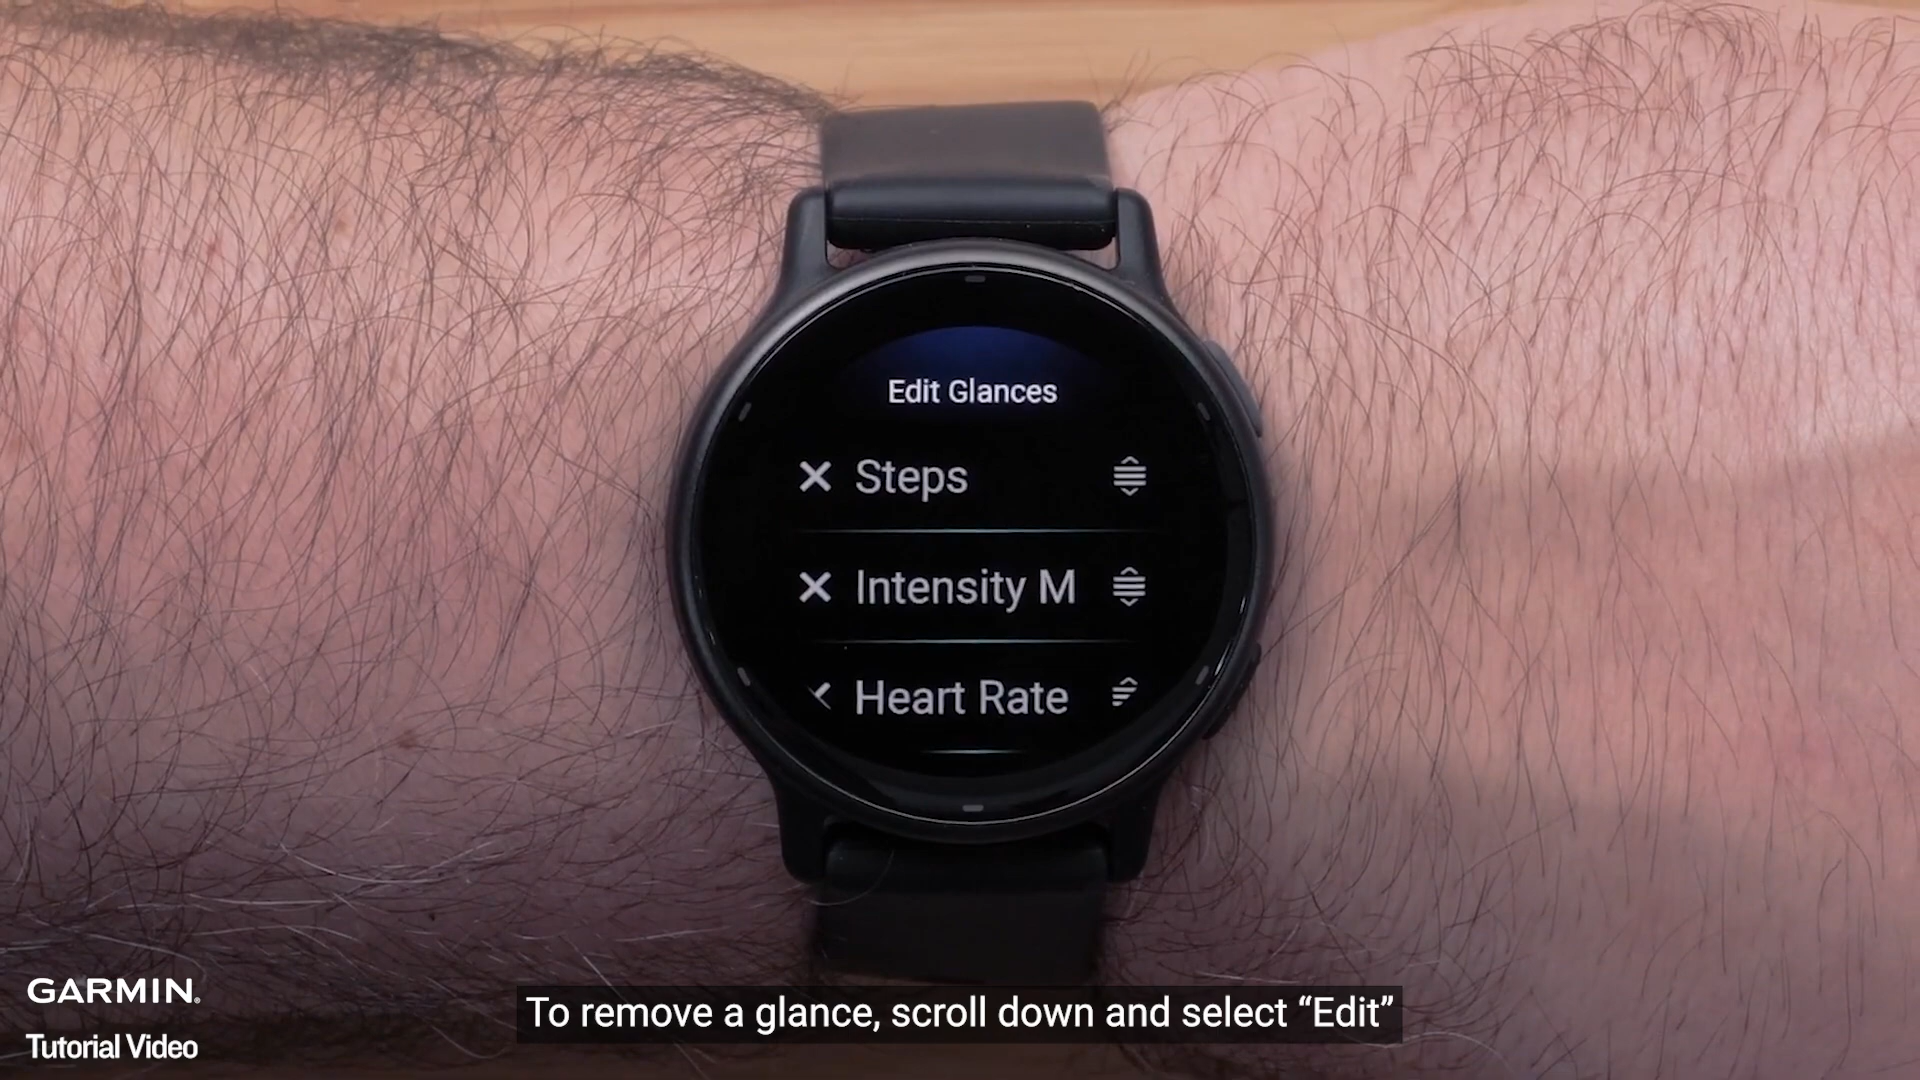 Edit Glances
Steps
Intensity M
Heart Rate
GARMIN.
Tutorial Video
To remove a glance, scroll down and select “Edit”